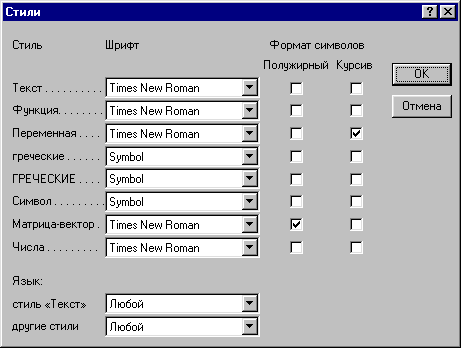 Стили
Стиль Шрифт Формат символов
Полужирный Курсив
OK
Текст . . . . . . . . . . Times New Roman
Отмена
Функция. . . . . . . . Times New Roman
Переменная . . . . Times New Roman
греческие . . . . . . Symbol
ГРЕЧЕСКИЕ . . . . Symbol
Символ . . . . . . . . Symbol
Матрица-вектор . Times New Roman
Числа . . . . . . . . . Times New Roman
Язык:
стиль «Текст» Любой
другие стили Любой